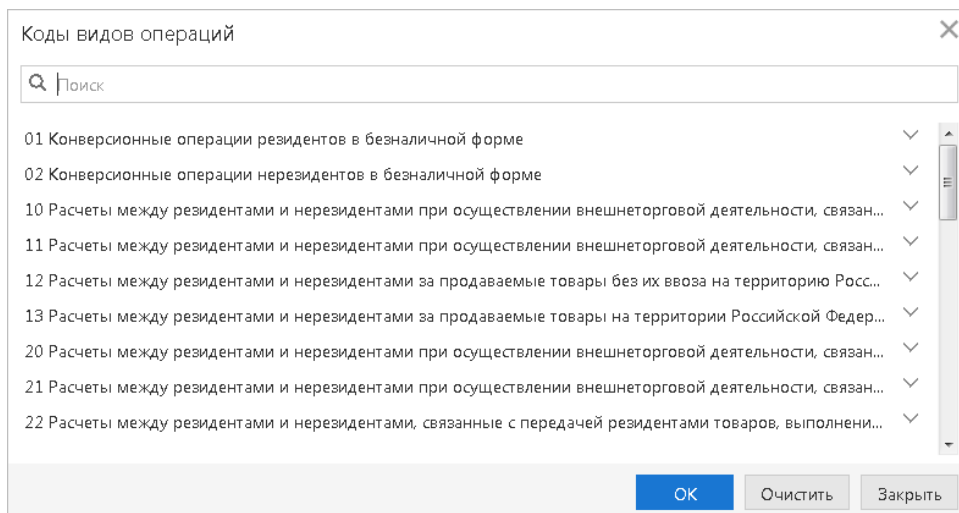 Коды видов операций
Поиск
01 Конверсионные операции резидентов в безналичной форме
02 Конверсионные операции нерезидентов в безналичной форме
10 Расчеты между резидентами и нерезидентами при осуществлении внешнеторговой деятельности, связан...
11 Расчеты между резидентами и нерезидентами при осуществлении внешнеторговой деятельности, связан...
12 Расчеты между резидентами и нерезидентами за продаваемые товары без их ввоза на территорию Росс...
13 Расчеты между резидентами и нерезидентами за продаваемые товары на территории Российской Федер...
20 Расчеты между резидентами и нерезидентами при осуществлении внешнеторговой деятельности, связан...
21 Расчеты между резидентами и нерезидентами при осуществлении внешнеторговой деятельности, связан...
22 Расчеты между резидентами и нерезидентами, связанные с передачей резидентами товаров, выполнени...
ОК Очистить Закрыть